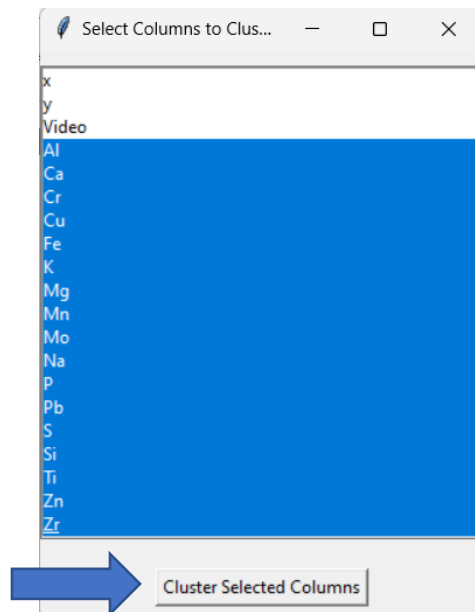 Select Columns to Clus...
x
y
Video
Al
Ca
Cr
Cu
Fe
K
Mg
Mn
Mo
Na
P
Pb
S
Si
Ti
Zn
Zr
Cluster Selected Columns